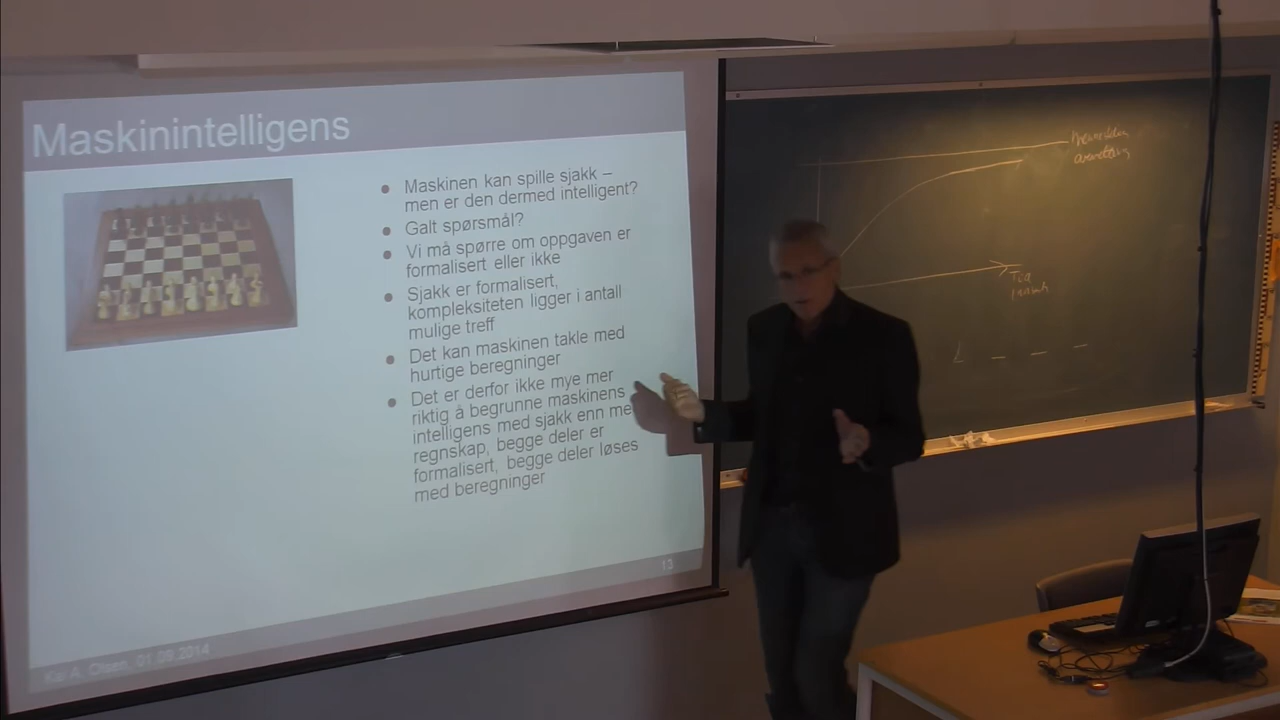 Maskinintelligens
Maskinen kan spille sjakk –
men er den dermed intelligent?
Galt spørsmål?
Vi må spørre om oppgaven er
formalisert eller ikke
Sjakk er formalisert,
kompleksiteten ligger i antall
mulige treff
Det kan maskinen takle med
hurtige beregninger
Det er derfor ikke mye mer
riktig å begrunne maskinens
intelligens med sjakk enn me
regnskap, begge deler er
formalisert, begge deler løses
med beregninger
13
Kai A. Olsen, 01.09.2014